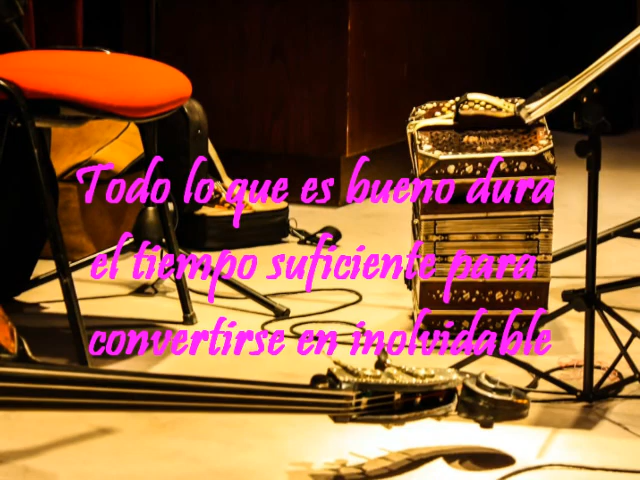 Todo lo que es bueno dura
el tiempo suficiente para
convertirse en inolvidable